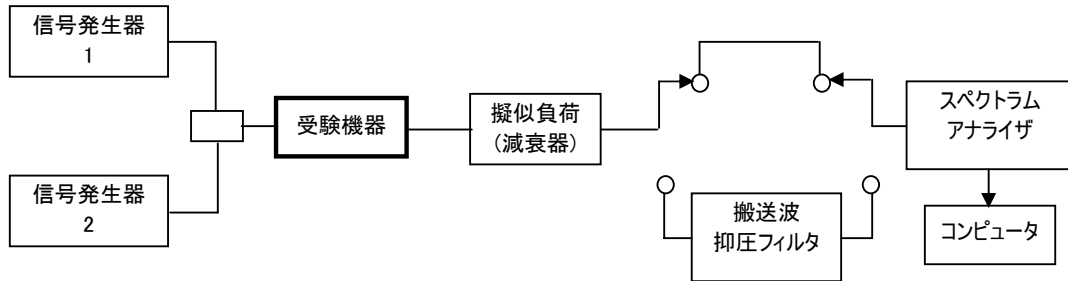 信号発生器
1
信号発生器
2
受験機器
擬似負荷
(減衰器)
搬送波
抑圧フィルタ
スペクトラム
アナライザ
コンピュータ